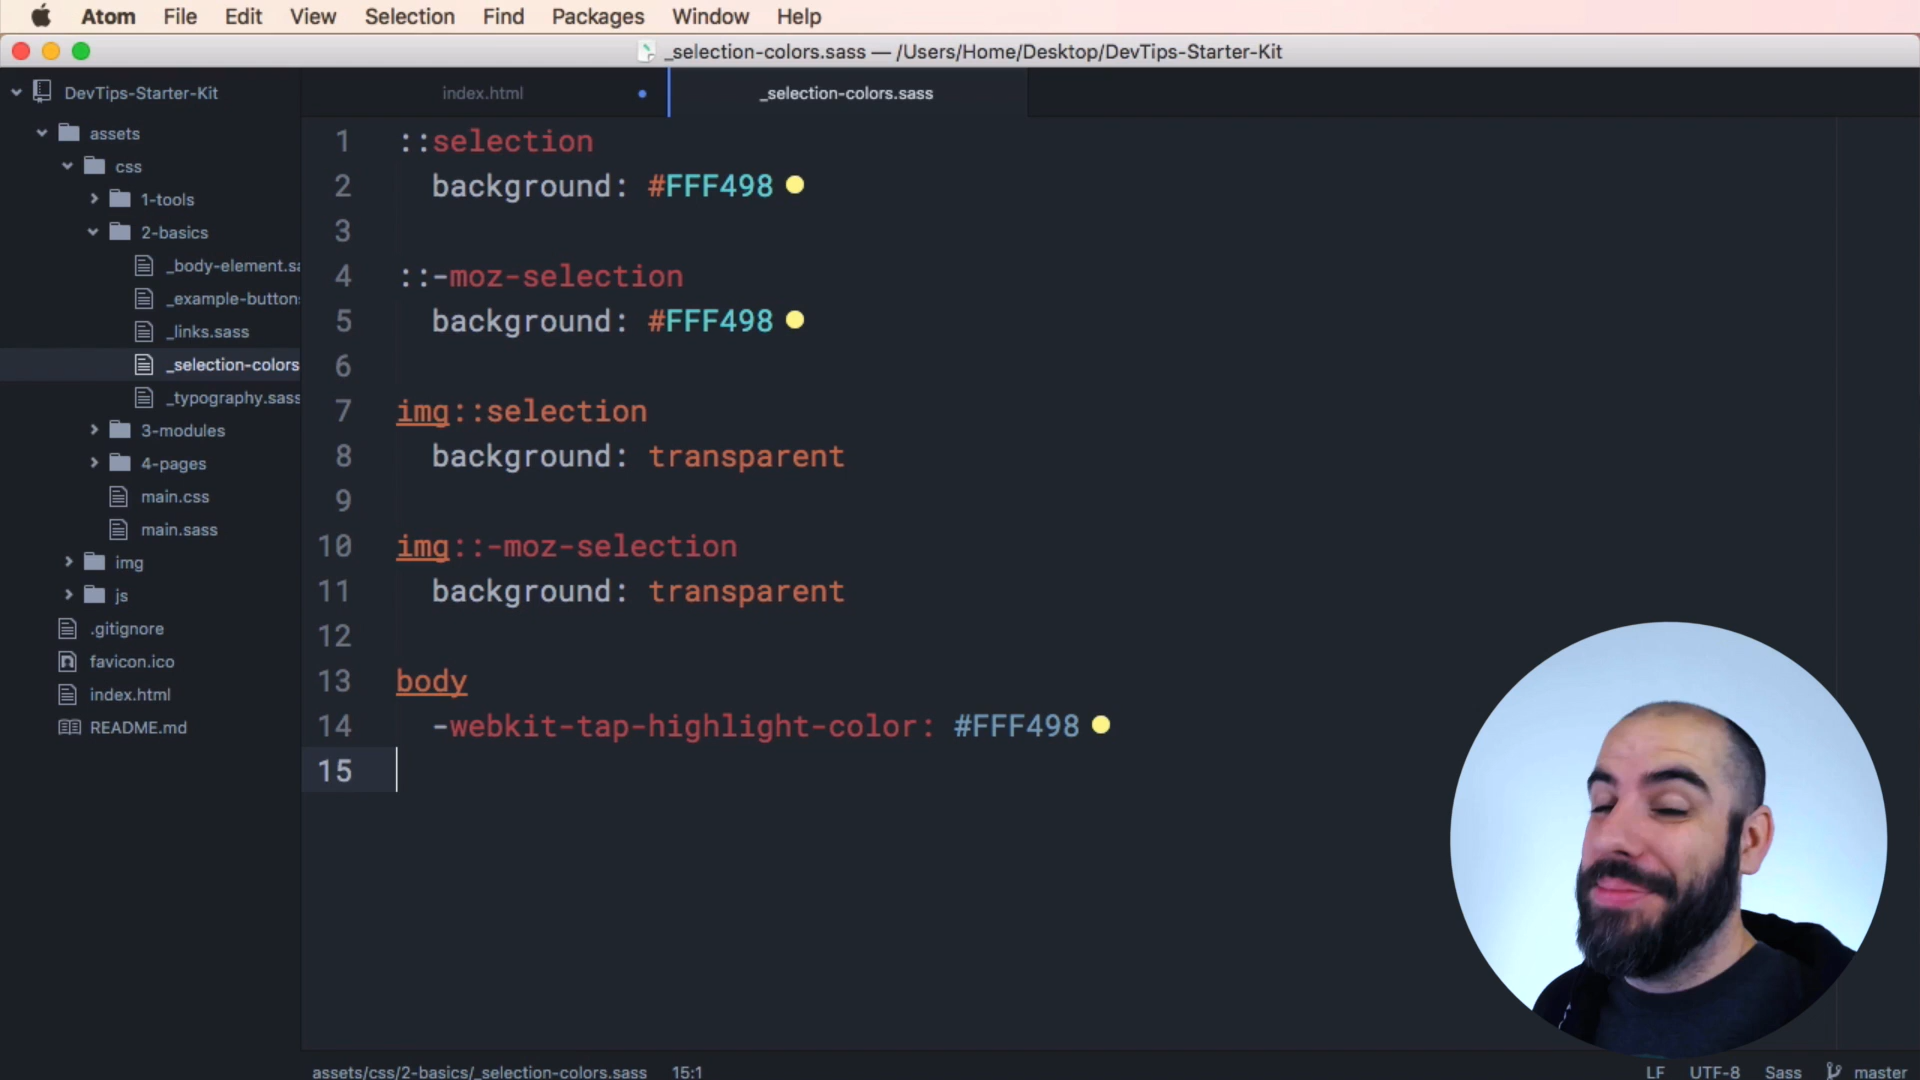 Atom File Edit View Selection Find Packages Window Help
_selection-colors.sass — /Users/Home/Desktop/DevTips-Starter-Kit
DevTips-Starter-Kit
index.html
_selection-colors.sass
assets
css
1-tools
2-basics
_body-element.sa
_example-button
_links.sass
_selection-colors
_typography.sass
3-modules
4-pages
main.css
main.sass
img
js
.gitignore
favicon.ico
index.html
README.md
1 ::selection
2 background: #FFF498
3
4 ::-moz-selection
5 background: #FFF498
6
7 img::selection
8 background: transparent
9
10 img::-moz-selection
11 background: transparent
12
13 body
14 -webkit-tap-highlight-color: #FFF498
15
assets/css/2-basics/_selection-colors.sass 15:1
LF UTF-8 Sass master